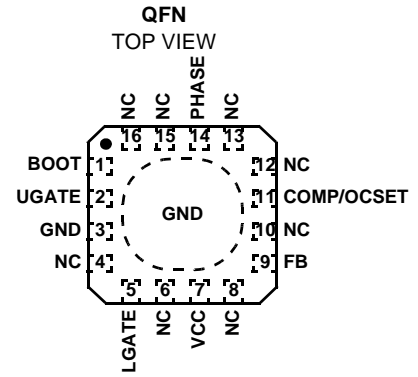 QFN
TOP VIEW
NC
NC
PHASE
NC
16 15 14 13
BOOT 1
12 NC
UGATE 2
11 COMP/OCSET
GND
GND 3
10 NC
NC 4
9 FB
5 6 7 8
LGATE
NC
VCC
NC